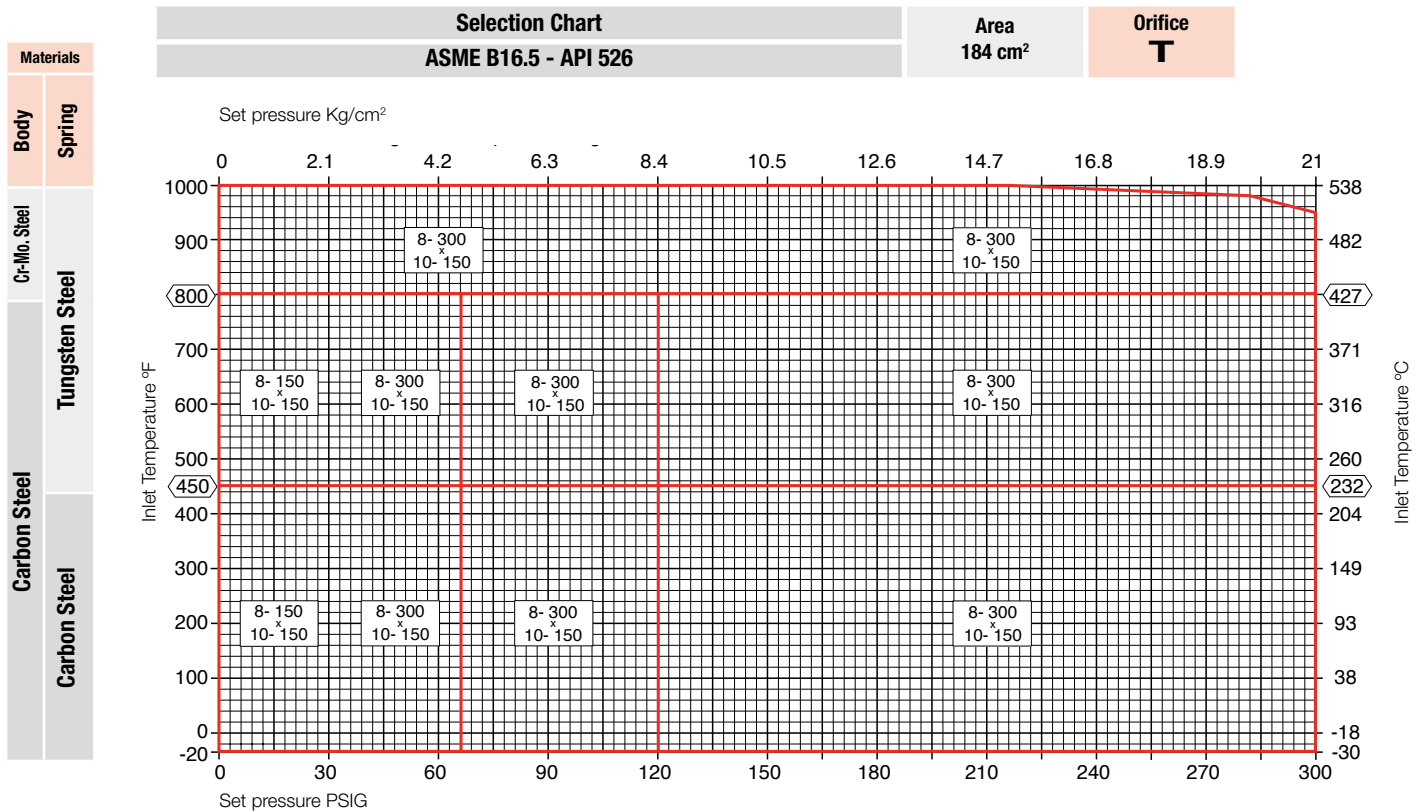 Selection Chart
ASME B16.5 - API 526
Area
184 cm²
Orifice
T
Materials
Body
Spring
Cr-Mo. Steel
Tungsten Steel
Carbon Steel
Carbon Steel
Set pressure Kg/cm²
0 2.1 4.2 6.3 8.4 10.5 12.6 14.7 16.8 18.9 21
1000 538
900 482
800 427
700 371
600 316
500 260
450 232
400 204
300 149
200 93
100 38
0 -18
-20 -30
Inlet Temperature ºF
Inlet Temperature ºC
8- 300
x
10- 150
8- 300
x
10- 150
8- 150
x
10- 150
8- 300
x
10- 150
8- 300
x
10- 150
8- 300
x
10- 150
8- 150
x
10- 150
8- 300
x
10- 150
8- 300
x
10- 150
8- 300
x
10- 150
0 30 60 90 120 150 180 210 240 270 300
Set pressure PSIG